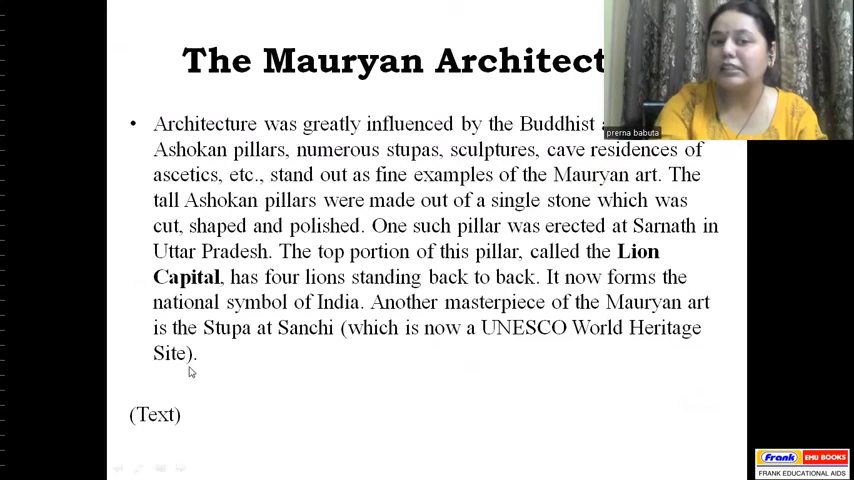 The Mauryan Architect
• Architecture was greatly influenced by the Buddhist
Ashokan pillars, numerous stupas, sculptures, cave residences of
ascetics, etc., stand out as fine examples of the Mauryan art. The
tall Ashokan pillars were made out of a single stone which was
cut, shaped and polished. One such pillar was erected at Sarnath in
Uttar Pradesh. The top portion of this pillar, called the Lion
Capital, has four lions standing back to back. It now forms the
national symbol of India. Another masterpiece of the Mauryan art
is the Stupa at Sanchi (which is now a UNESCO World Heritage
Site).
(Text)
prerna babuta
Frank EMU BOOKS
FRANK EDUCATIONAL AIDS